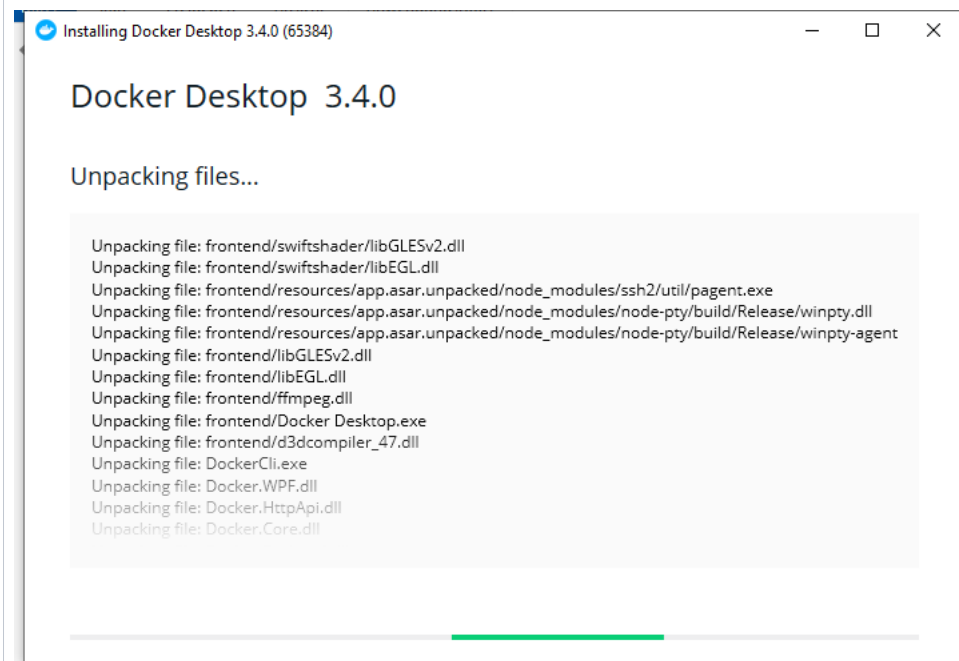 Installing Docker Desktop 3.4.0 (65384)
Docker Desktop 3.4.0
Unpacking files...
Unpacking file: frontend/swiftshader/libGLESv2.dll
Unpacking file: frontend/swiftshader/libEGL.dll
Unpacking file: frontend/resources/app.asar.unpacked/node_modules/ssh2/util/pagent.exe
Unpacking file: frontend/resources/app.asar.unpacked/node_modules/node-pty/build/Release/winpty.dll
Unpacking file: frontend/resources/app.asar.unpacked/node_modules/node-pty/build/Release/winpty-agent
Unpacking file: frontend/libGLESv2.dll
Unpacking file: frontend/libEGL.dll
Unpacking file: frontend/ffmpeg.dll
Unpacking file: frontend/Docker Desktop.exe
Unpacking file: frontend/d3dcompiler_47.dll
Unpacking file: DockerCli.exe
Unpacking file: Docker.WPF.dll
Unpacking file: Docker.HttpApi.dll
Unpacking file: Docker.Core.dll